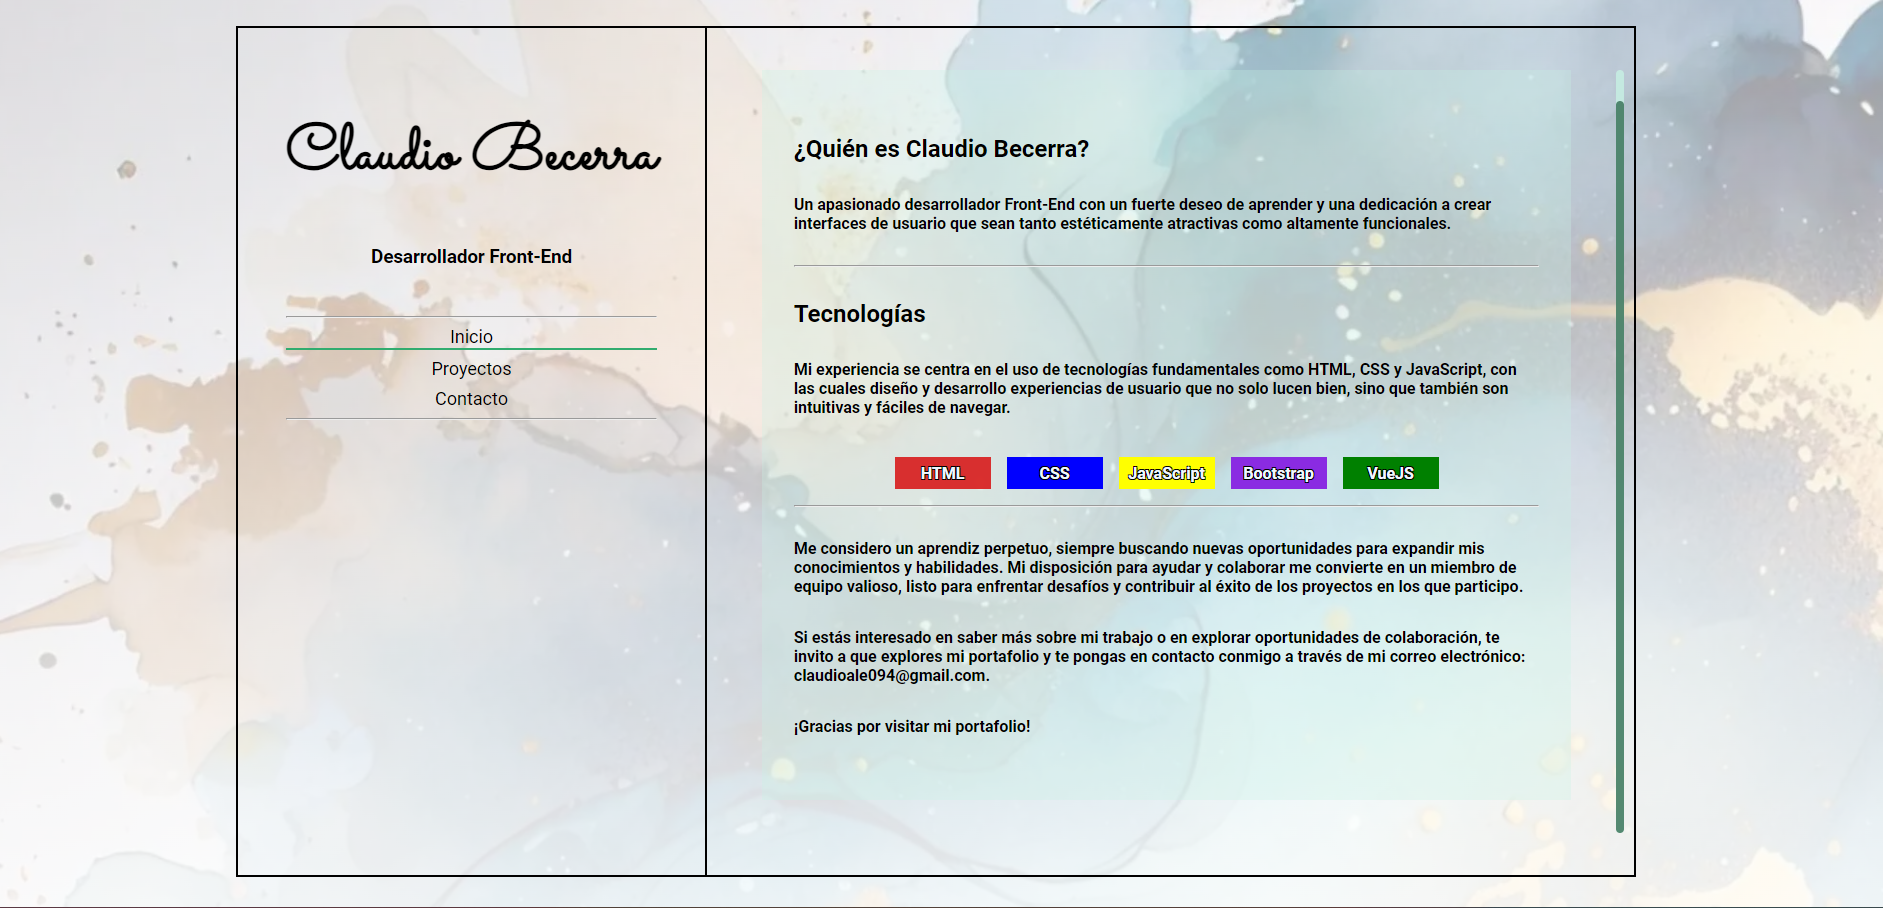 Claudio Becerra
Desarrollador Front-End
Inicio
Proyectos
Contacto
¿Quién es Claudio Becerra?
Un apasionado desarrollador Front-End con un fuerte deseo de aprender y una dedicación a crear
interfaces de usuario que sean tanto estéticamente atractivas como altamente funcionales.
Tecnologías
Mi experiencia se centra en el uso de tecnologías fundamentales como HTML, CSS y JavaScript, con
las cuales diseño y desarrollo experiencias de usuario que no solo lucen bien, sino que también son
intuitivas y fáciles de navegar.
HTML CSS JavaScript Bootstrap VueJS
Me considero un aprendiz perpetuo, siempre buscando nuevas oportunidades para expandir mis
conocimientos y habilidades. Mi disposición para ayudar y colaborar me convierte en un miembro de
equipo valioso, listo para enfrentar desafíos y contribuir al éxito de los proyectos en los que participo.
Si estás interesado en saber más sobre mi trabajo o en explorar oportunidades de colaboración, te
invito a que explores mi portafolio y te pongas en contacto conmigo a través de mi correo electrónico:
claudioale094@gmail.com.
¡Gracias por visitar mi portafolio!